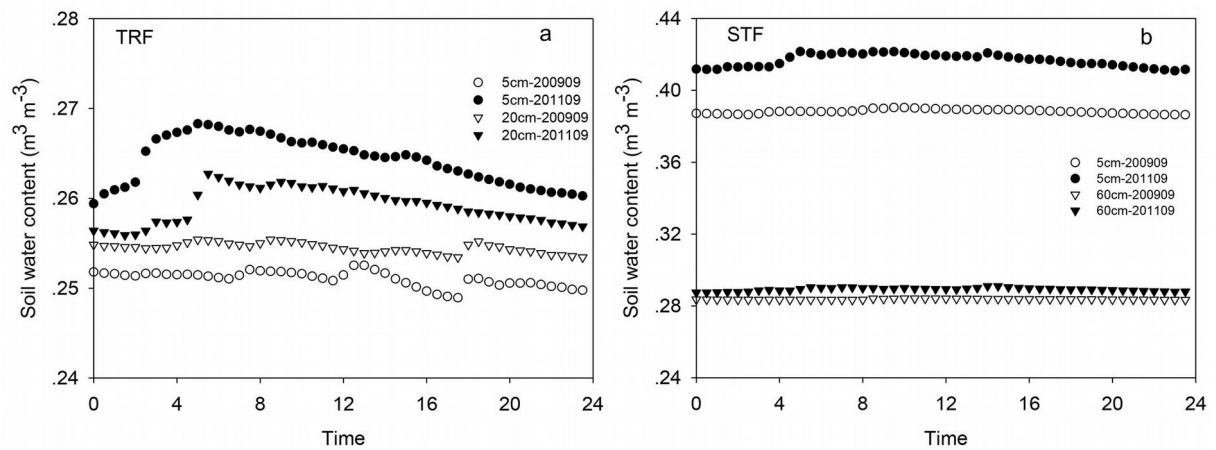 TRF
a
5cm-200909
5cm-201109
20cm-200909
20cm-201109
Soil water content (m³ m⁻³)
.28
.27
.26
.25
.24
0 4 8 12 16 20 24
Time
STF
b
5cm-200909
5cm-201109
60cm-200909
60cm-201109
Soil water content (m³ m⁻³)
.44
.40
.36
.32
.28
.24
0 4 8 12 16 20 24
Time